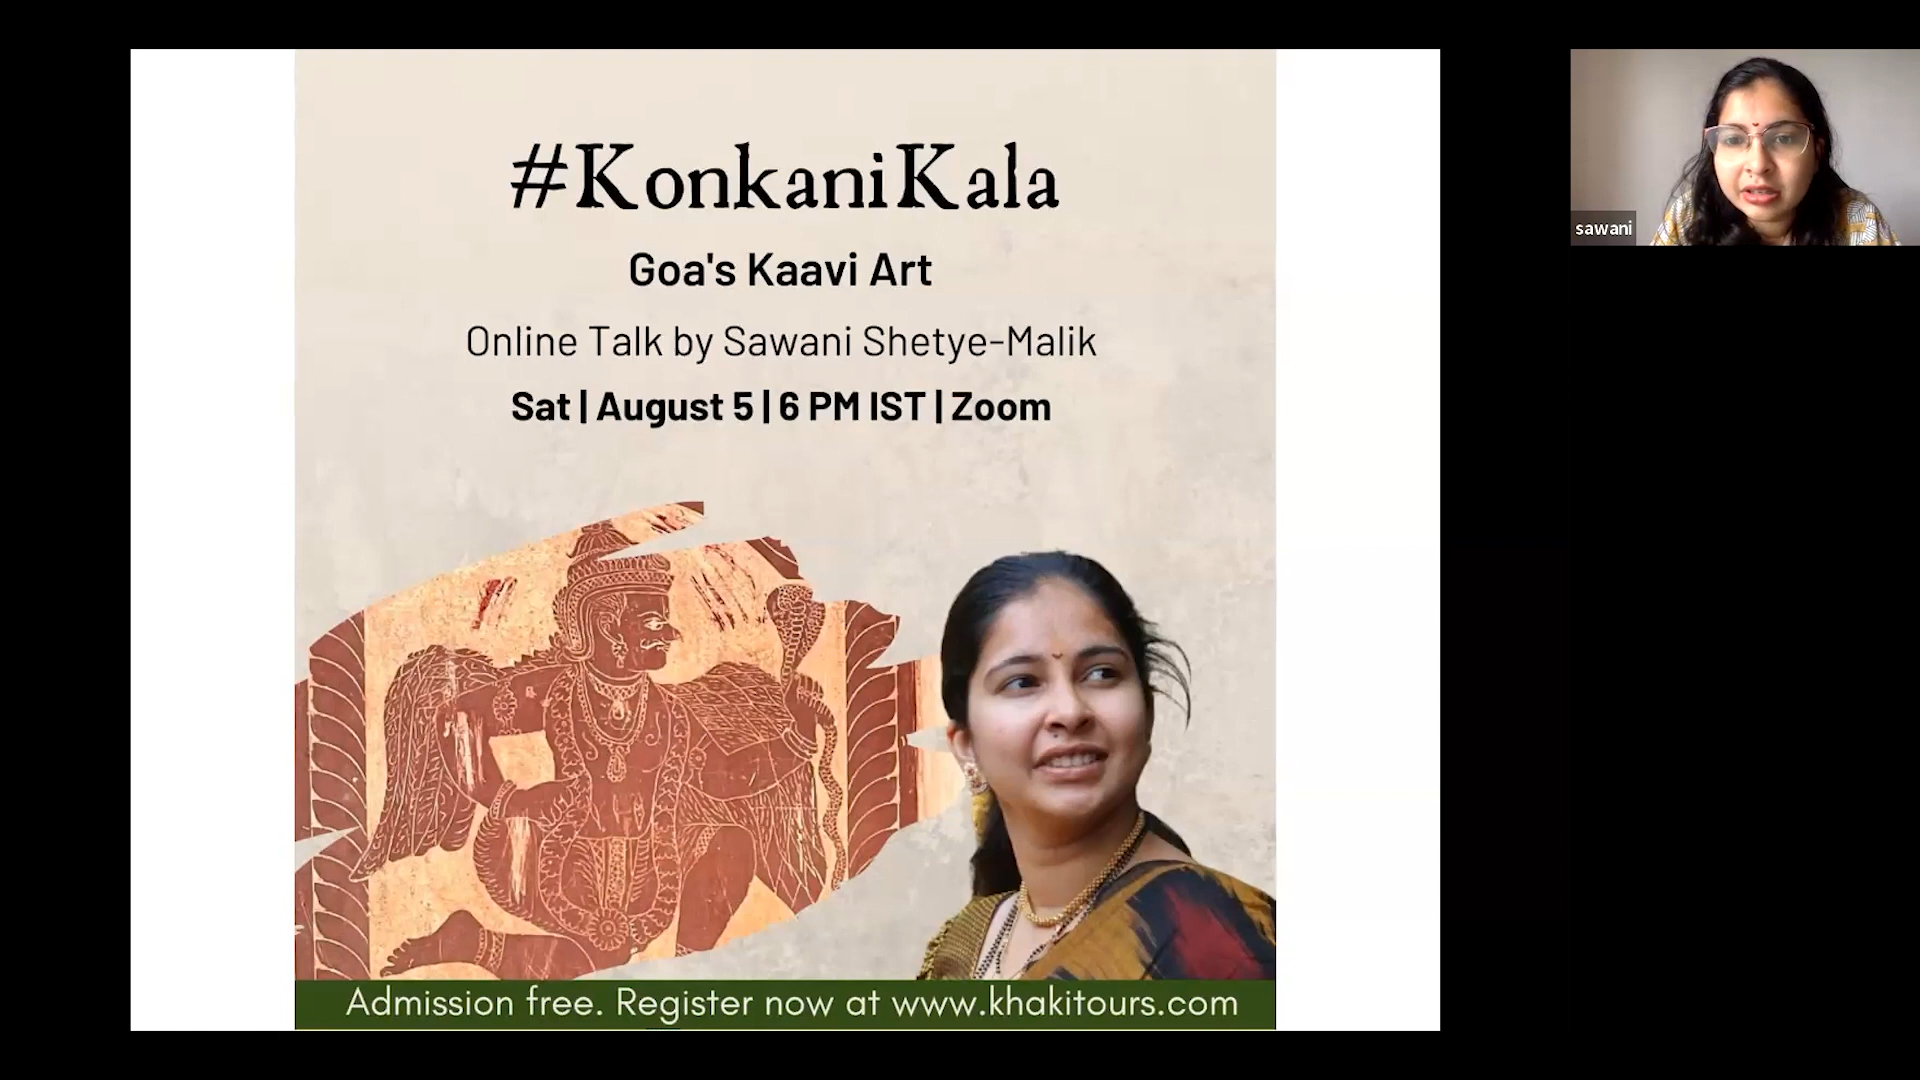 #KonkaniKala
Goa's Kaavi Art
Online Talk by Sawani Shetye-Malik
Sat | August 5 | 6 PM IST | Zoom
Admission free. Register now at www.khakitours.com
sawani